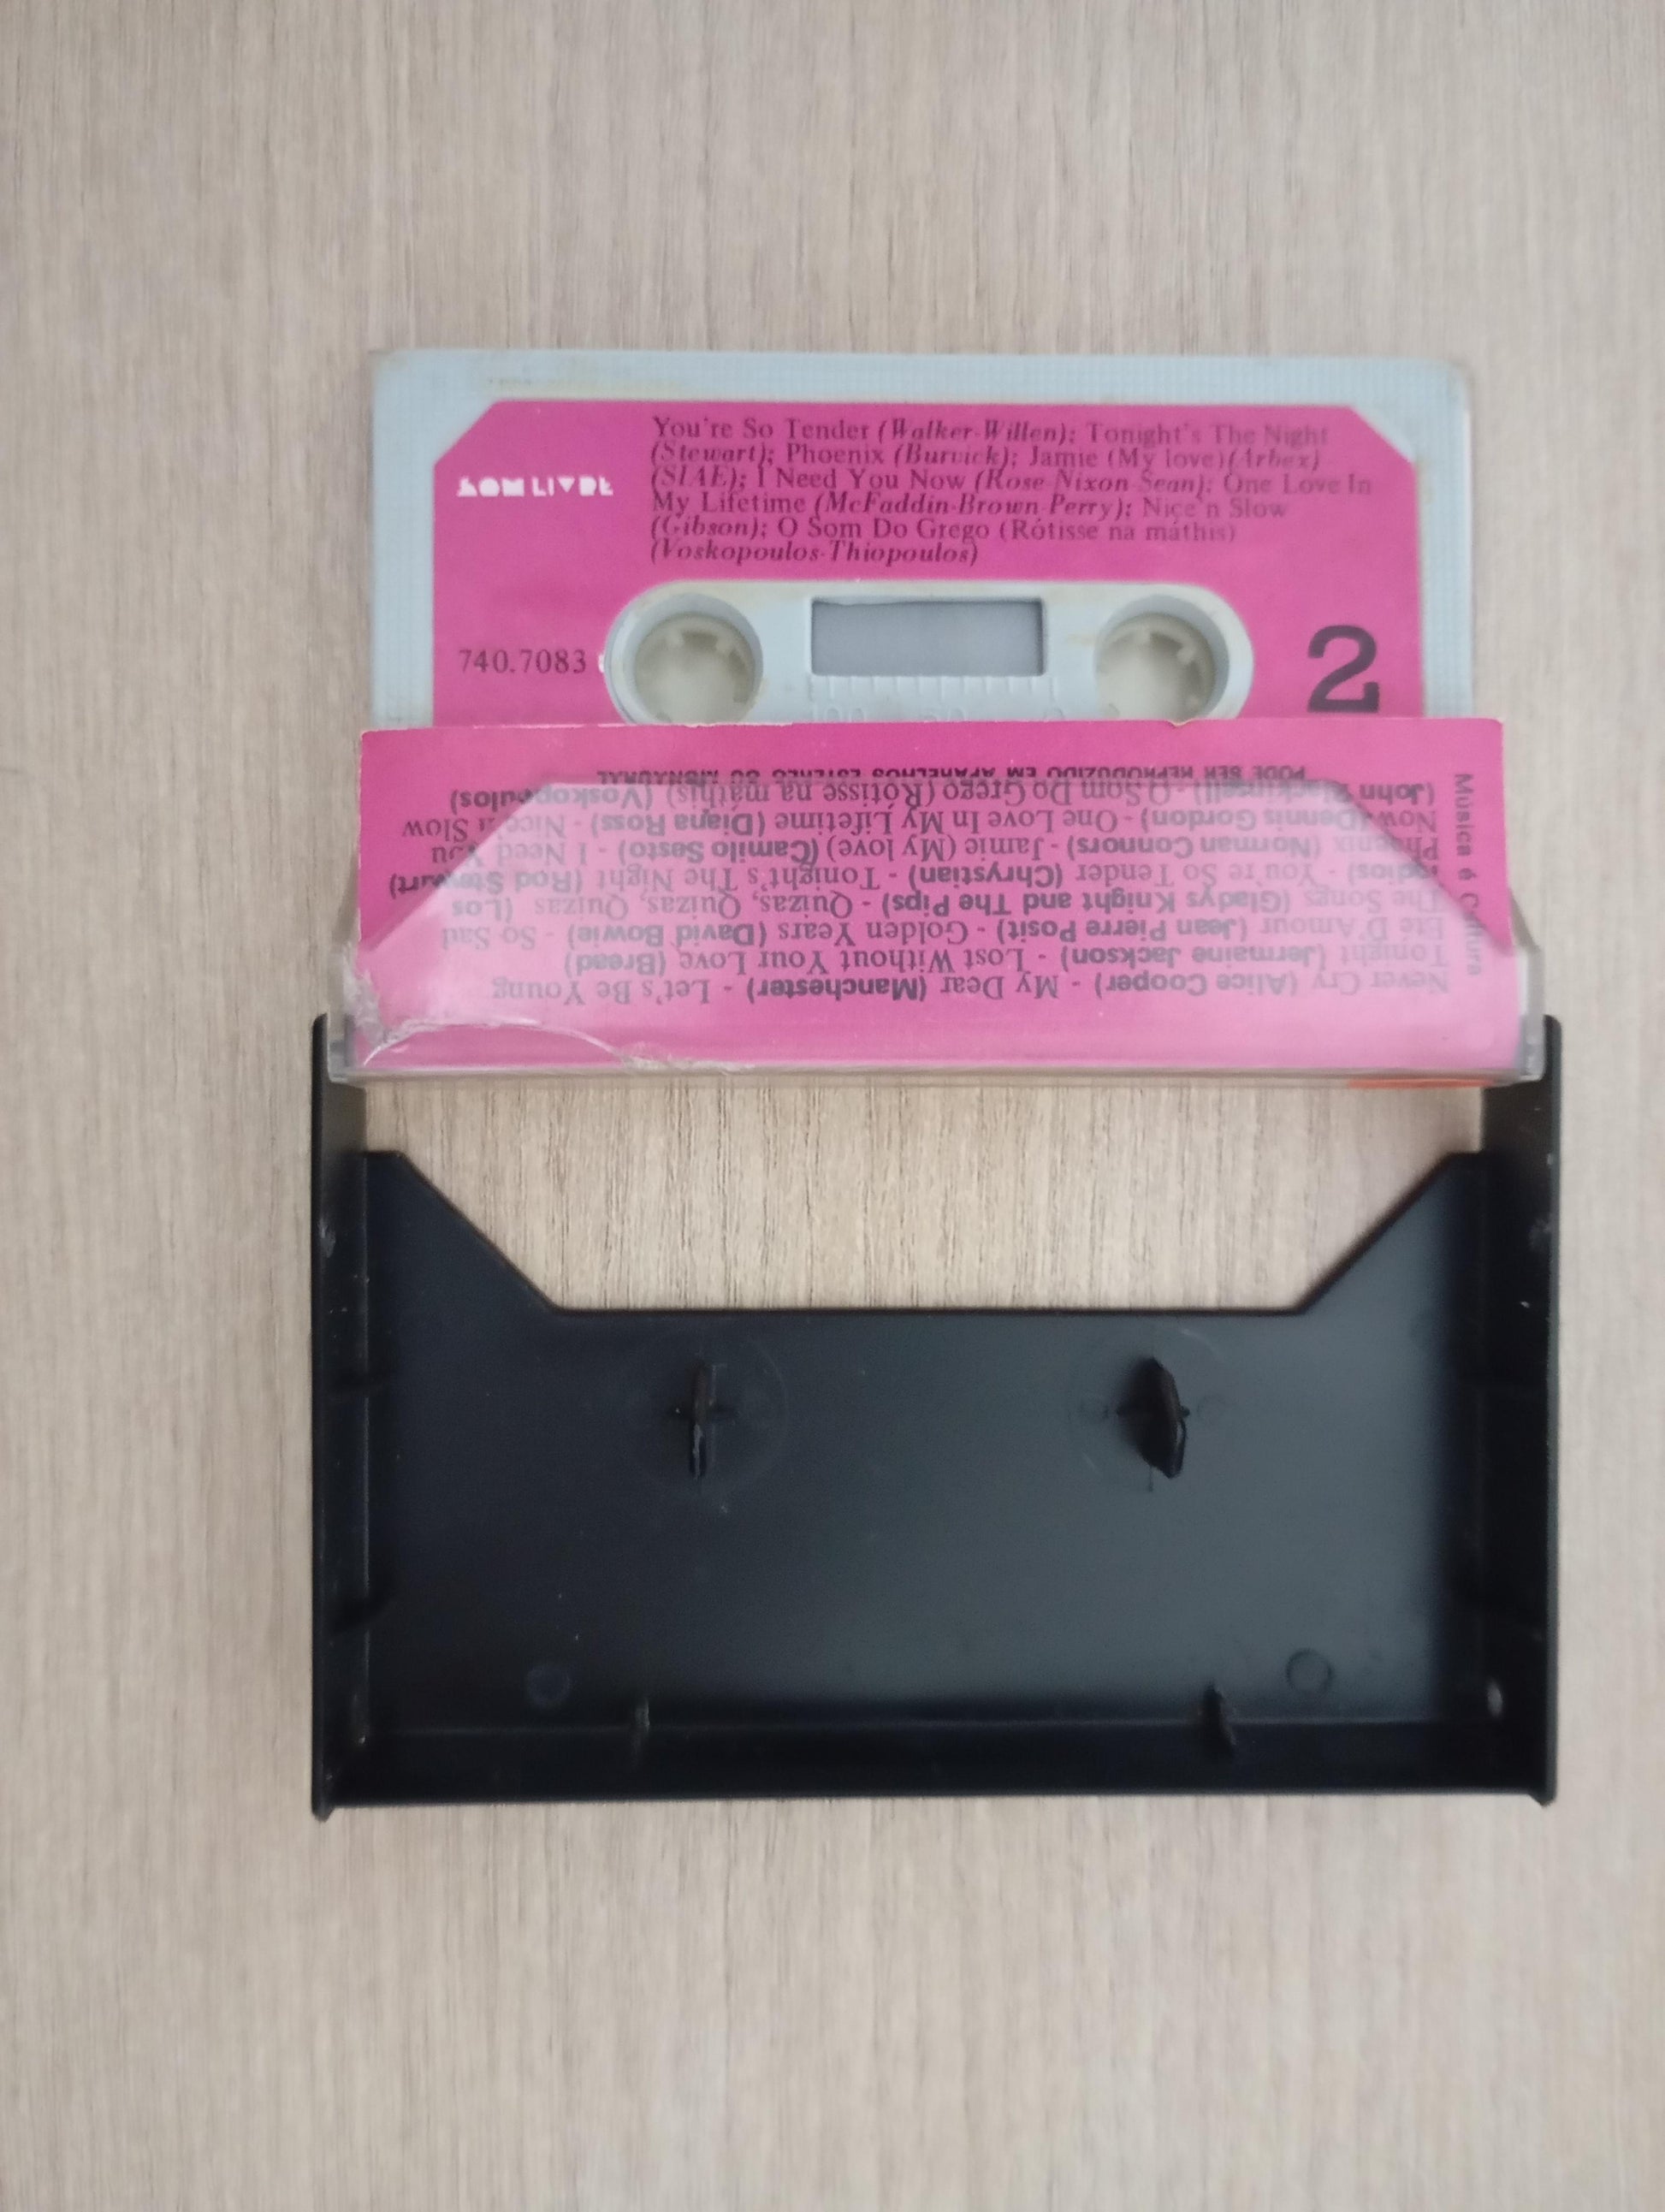 You're So Tender (Walker-Willen); Tonight's The Night
(Stewart); Phoenix (Burvick); Jamie (My love)(Arbex)
(SIAE); I Need You Now (Rose-Nixon-Sean); One Love In
My Lifetime (McFaddin-Brown-Perry); Nice'n Slow
(Gibson); O Som Do Grego (Rótisse na máthis)
(Voskopoulos-Thiopoulos)
SOM LIVRE
740.7083
2
100 50 0
Never Cry (Alice Cooper) - My Dear (Manchester) - Let's Be Young
Tonight (Jermaine Jackson) - Lost Without Your Love (Bread)
Ete D'Amour (Jean Pierre Posit) - Golden Years (David Bowie) - So Sad
The Songs (Gladys Knight and The Pips) - Quizas, Quizas, Quizas (Los
Indios) - You're So Tender (Chrystian) - Tonight's The Night (Rod Stewart)
Phoenix (Norman Connors) - Jamie (My love) (Camilo Sesto) - I Need You
Now (Dennis Gordon) - One Love In My Lifetime (Diana Ross) - Nice'n Slow
(John) - O Som Do Grego (Rótisse na máthis) (Voskopoulos)
PODE SER REPRODUZIDO EM APARELHOS ESTÉREO OU MONAURAL
Música é Cultura